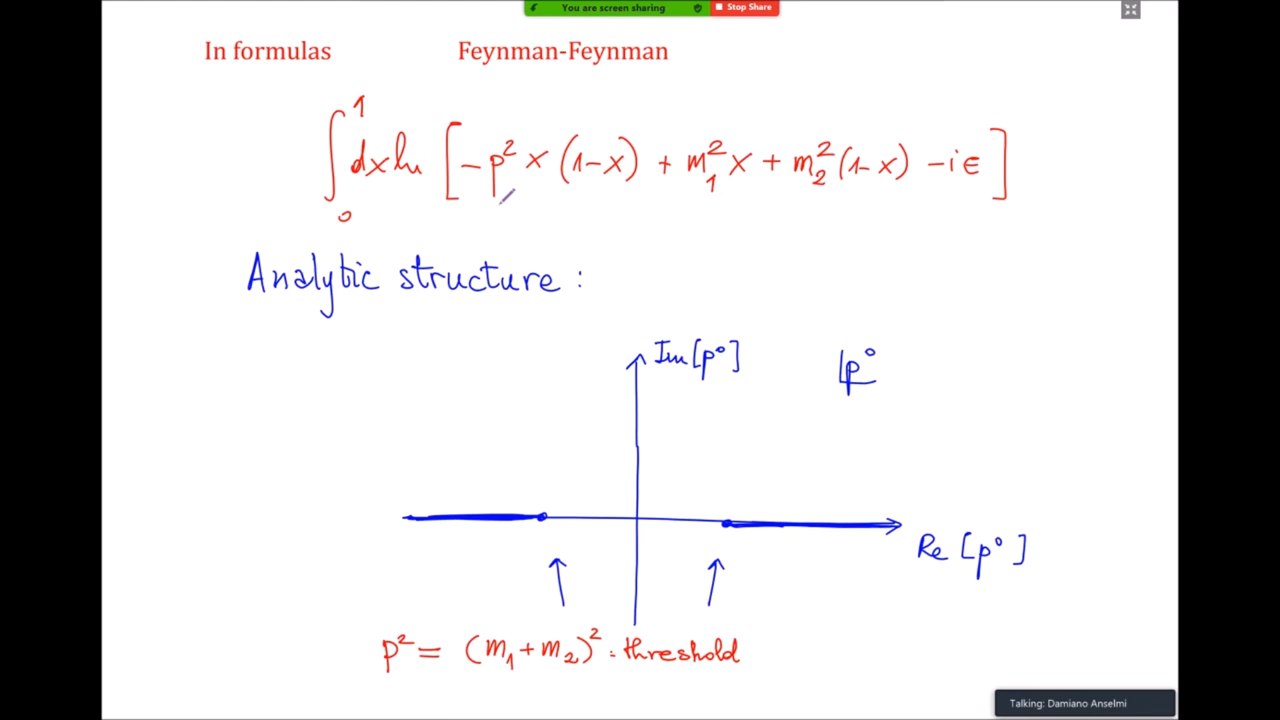 You are screen sharing Stop Share
In formulas Feynman-Feynman
∫₀¹ dx ln [ -p² x (1-x) + m₁² x + m₂² (1-x) - iϵ ]
Analytic structure :
Im[p⁰] p⁰
Re [p⁰]
p² = (m₁+m₂)² : threshold
Talking: Damiano Anselmi